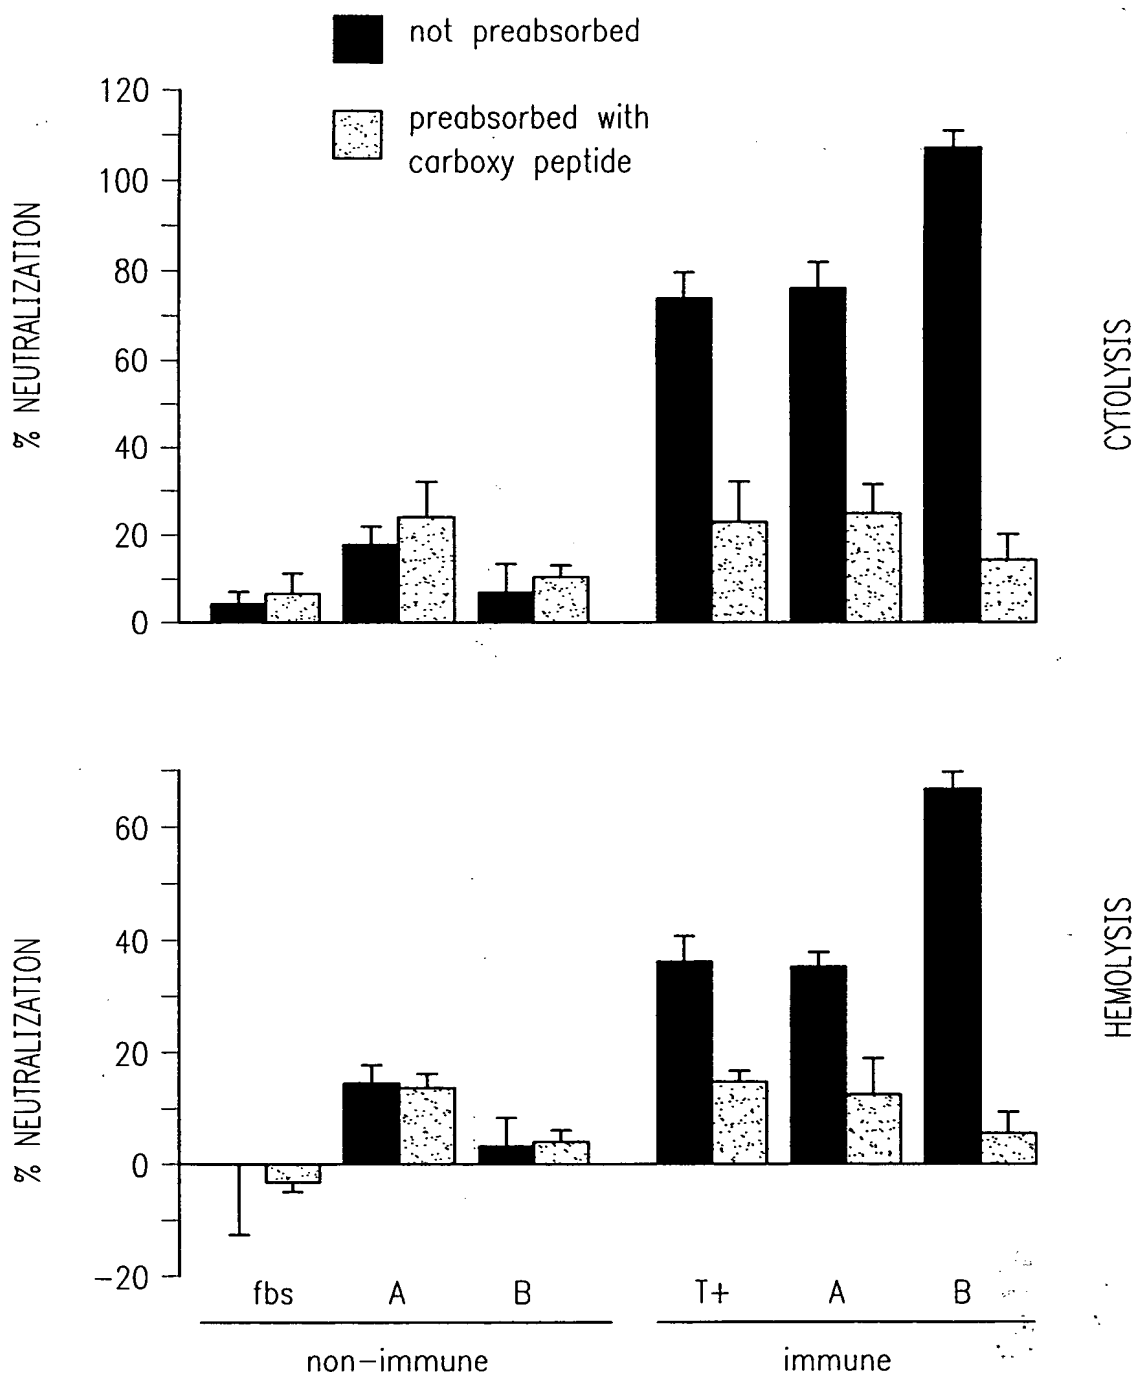 not preabsorbed
preabsorbed with
carboxy peptide
120
100
80
60
40
20
0
% NEUTRALIZATION
CYTOLYSIS
60
40
20
0
−20
% NEUTRALIZATION
HEMOLYSIS
fbs A B T+ A B
non-immune immune